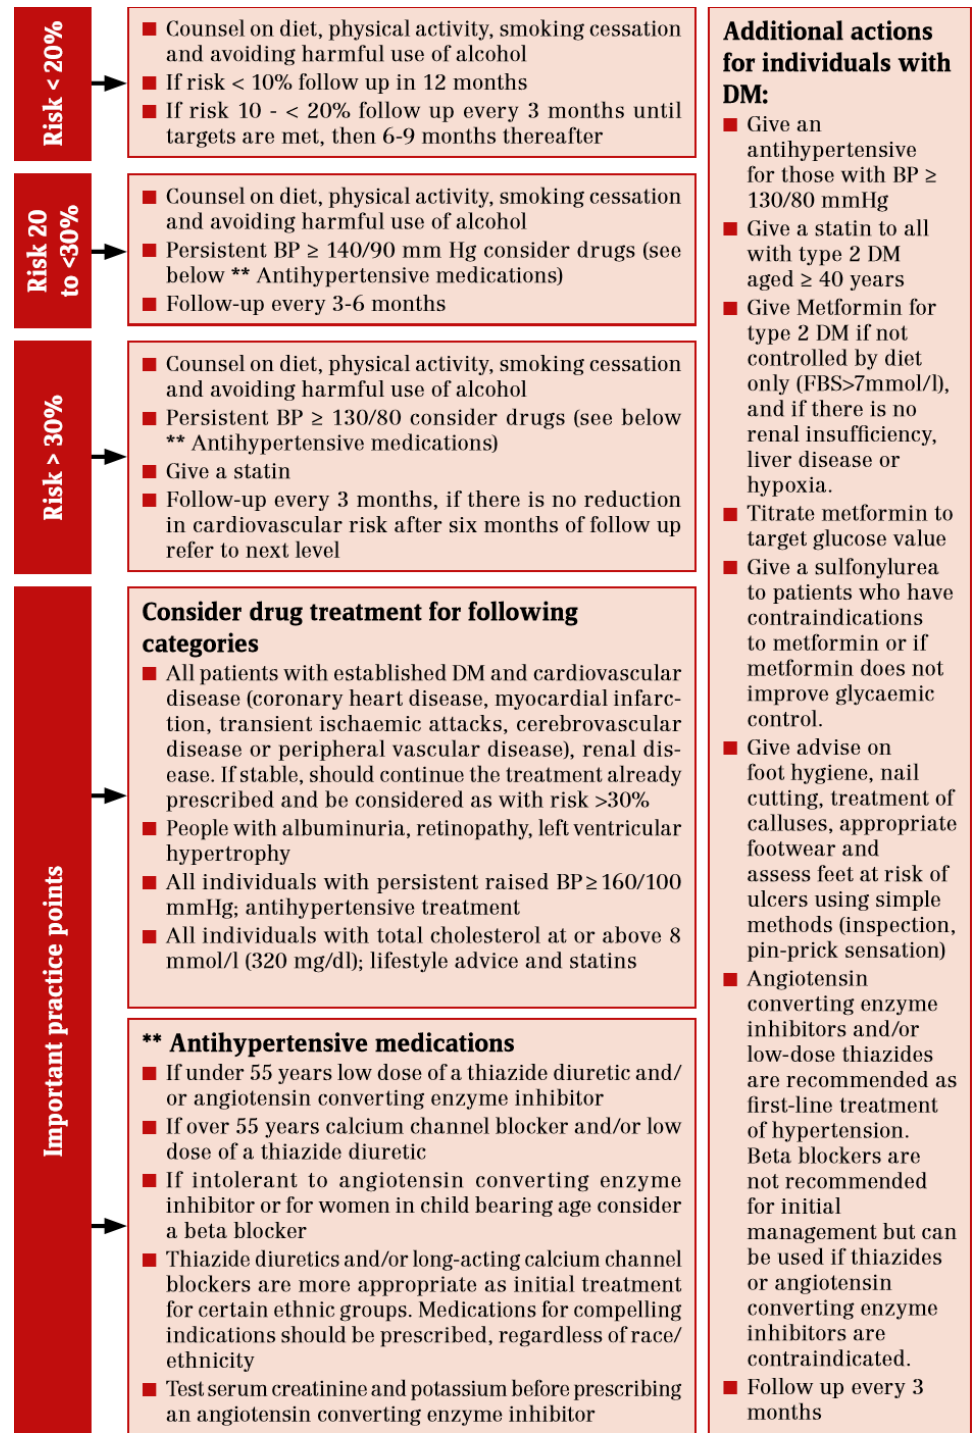 Risk < 20%
■ Counsel on diet, physical activity, smoking cessation
and avoiding harmful use of alcohol
■ If risk < 10% follow up in 12 months
■ If risk 10 - < 20% follow up every 3 months until
targets are met, then 6-9 months thereafter
Risk 20
to <30%
■ Counsel on diet, physical activity, smoking cessation
and avoiding harmful use of alcohol
■ Persistent BP ≥ 140/90 mm Hg consider drugs (see
below ** Antihypertensive medications)
■ Follow-up every 3-6 months
Risk > 30%
■ Counsel on diet, physical activity, smoking cessation
and avoiding harmful use of alcohol
■ Persistent BP ≥ 130/80 consider drugs (see below
** Antihypertensive medications)
■ Give a statin
■ Follow-up every 3 months, if there is no reduction
in cardiovascular risk after six months of follow up
refer to next level
Important practice points
Consider drug treatment for following
categories
■ All patients with established DM and cardiovascular
disease (coronary heart disease, myocardial infarc-
tion, transient ischaemic attacks, cerebrovascular
disease or peripheral vascular disease), renal dis-
ease. If stable, should continue the treatment already
prescribed and be considered as with risk >30%
■ People with albuminuria, retinopathy, left ventricular
hypertrophy
■ All individuals with persistent raised BP ≥ 160/100
mmHg; antihypertensive treatment
■ All individuals with total cholesterol at or above 8
mmol/l (320 mg/dl); lifestyle advice and statins
** Antihypertensive medications
■ If under 55 years low dose of a thiazide diuretic and/
or angiotensin converting enzyme inhibitor
■ If over 55 years calcium channel blocker and/or low
dose of a thiazide diuretic
■ If intolerant to angiotensin converting enzyme
inhibitor or for women in child bearing age consider
a beta blocker
■ Thiazide diuretics and/or long-acting calcium channel
blockers are more appropriate as initial treatment
for certain ethnic groups. Medications for compelling
indications should be prescribed, regardless of race/
ethnicity
■ Test serum creatinine and potassium before prescribing
an angiotensin converting enzyme inhibitor
Additional actions
for individuals with
DM:
■ Give an
antihypertensive
for those with BP ≥
130/80 mmHg
■ Give a statin to all
with type 2 DM
aged ≥ 40 years
■ Give Metformin for
type 2 DM if not
controlled by diet
only (FBS>7mmol/l),
and if there is no
renal insufficiency,
liver disease or
hypoxia.
■ Titrate metformin to
target glucose value
■ Give a sulfonylurea
to patients who have
contraindications
to metformin or if
metformin does not
improve glycaemic
control.
■ Give advise on
foot hygiene, nail
cutting, treatment of
calluses, appropriate
footwear and
assess feet at risk of
ulcers using simple
methods (inspection,
pin-prick sensation)
■ Angiotensin
converting enzyme
inhibitors and/or
low-dose thiazides
are recommended as
first-line treatment
of hypertension.
Beta blockers are
not recommended
for initial
management but can
be used if thiazides
or angiotensin
converting enzyme
inhibitors are
contraindicated.
■ Follow up every 3
months